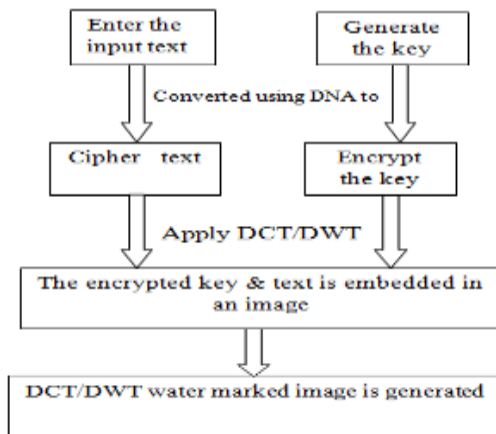 Enter the
input text
Generate
the key
Converted using DNA to
Cipher text
Encrypt
the key
Apply DCT/DWT
The encrypted key & text is embedded in
an image
DCT/DWT water marked image is generated